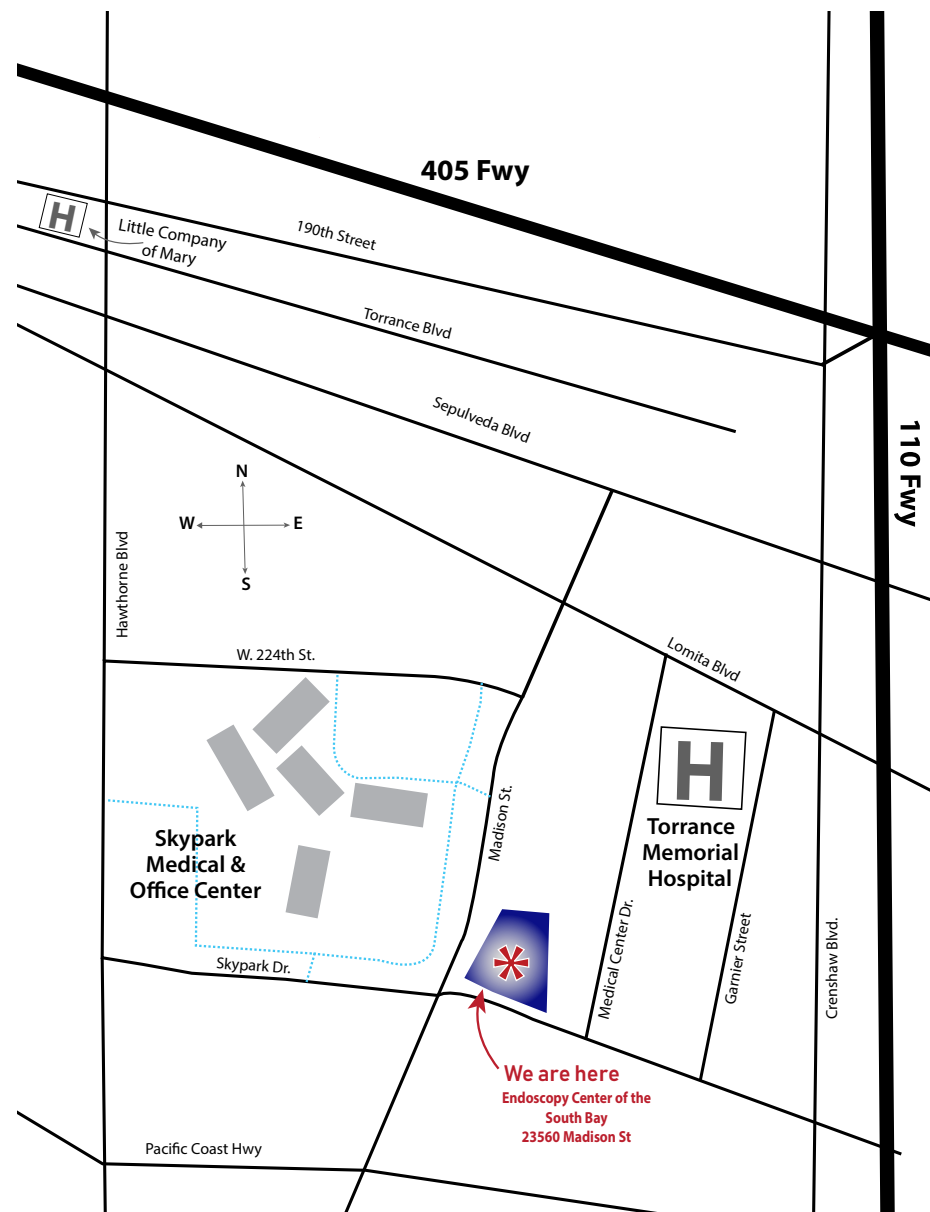 405 Fwy
190th Street
H
Little Company
of Mary
Torrance Blvd
Sepulveda Blvd
110 Fwy
N
W
E
S
Hawthorne Blvd
W. 224th St.
Lomita Blvd
H
Torrance
Memorial
Hospital
Madison St.
Skypark
Medical &
Office Center
Medical Center Dr.
Garnier Street
Crenshaw Blvd.
Skypark Dr.
We are here
Endoscopy Center of the
South Bay
23560 Madison St
Pacific Coast Hwy